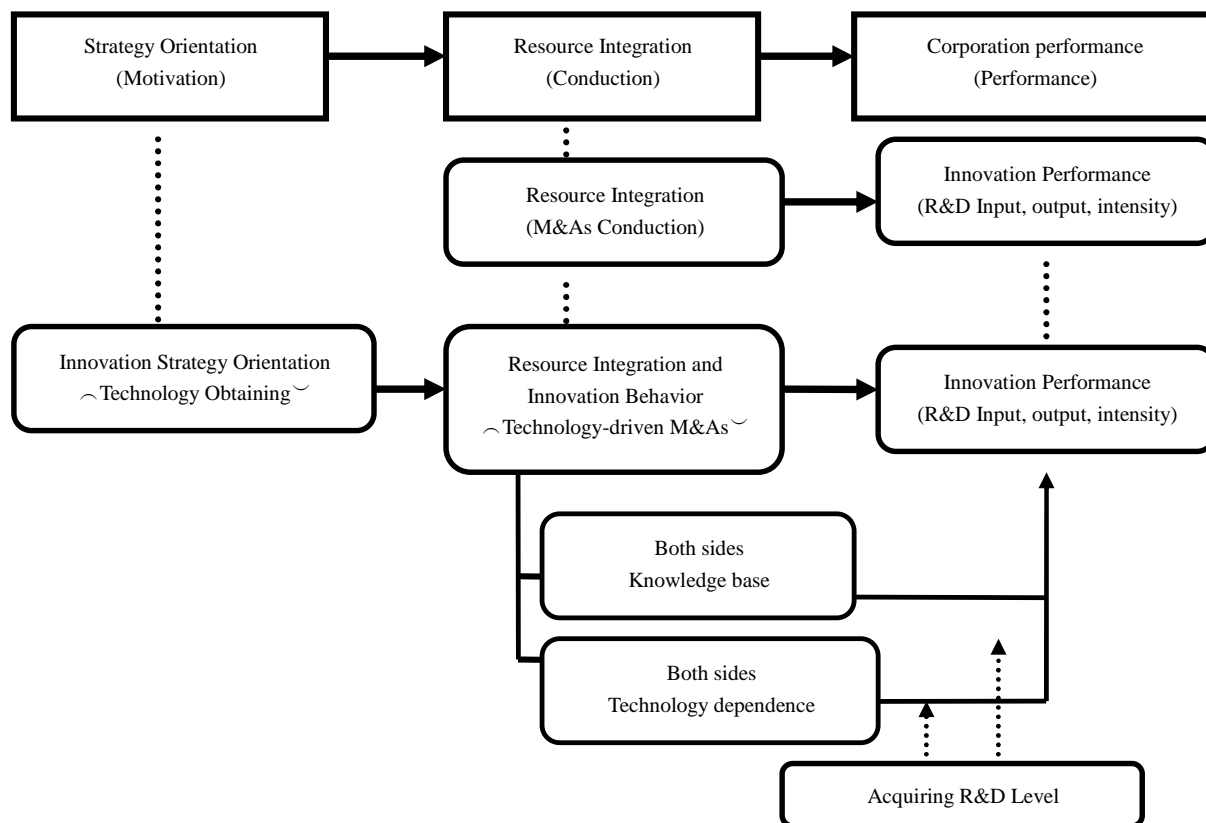 Strategy Orientation
(Motivation)
Resource Integration
(Conduction)
Corporation performance
(Performance)
Resource Integration
(M&As Conduction)
Innovation Performance
(R&D Input, output, intensity)
Innovation Strategy Orientation
︵Technology Obtaining︶
Resource Integration and
Innovation Behavior
︵Technology-driven M&As︶
Innovation Performance
(R&D Input, output, intensity)
Both sides
Knowledge base
Both sides
Technology dependence
Acquiring R&D Level